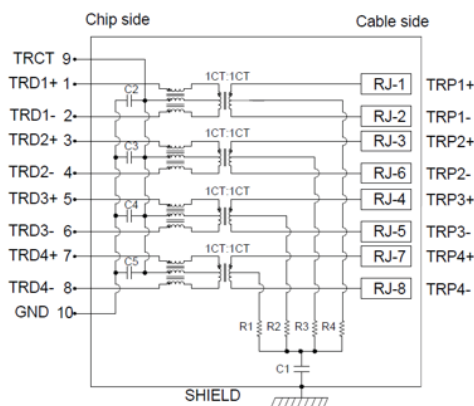 Chip side Cable side
TRCT 9
TRD1+ 1 1CT:1CT RJ-1 TRP1+
C2
TRD1- 2 RJ-2 TRP1-
TRD2+ 3 1CT:1CT RJ-3 TRP2+
C3
TRD2- 4 RJ-6 TRP2-
TRD3+ 5 1CT:1CT RJ-4 TRP3+
C4
TRD3- 6 RJ-5 TRP3-
TRD4+ 7 1CT:1CT RJ-7 TRP4+
C5
TRD4- 8 RJ-8 TRP4-
GND 10
R1 R2 R3 R4
C1
SHIELD